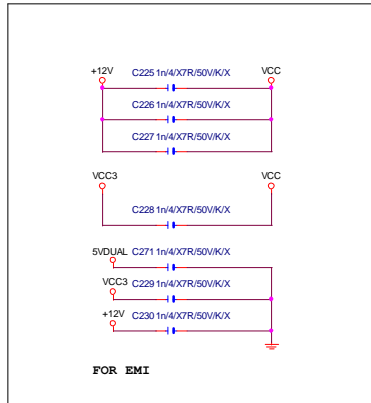 +12V VCC
C225 1n/4/X7R/50V/K/X
C226 1n/4/X7R/50V/K/X
C227 1n/4/X7R/50V/K/X
VCC3 VCC
C228 1n/4/X7R/50V/K/X
5VDUAL C271 1n/4/X7R/50V/K/X
VCC3 C229 1n/4/X7R/50V/K/X
+12V C230 1n/4/X7R/50V/K/X
FOR EMI